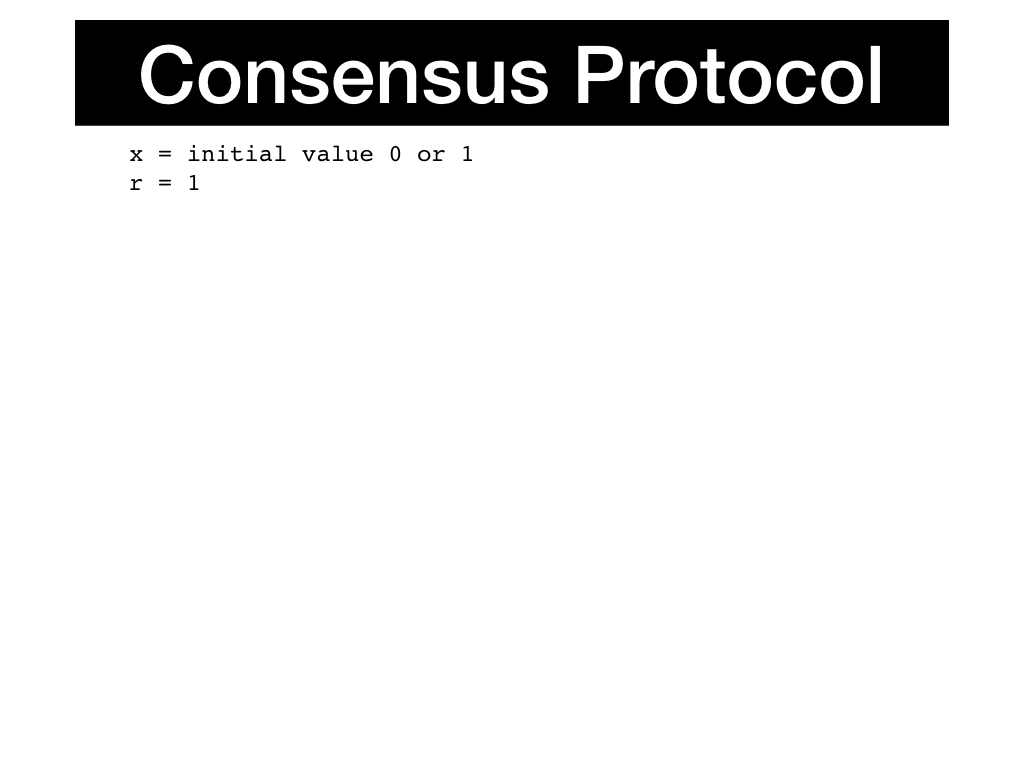 Consensus Protocol
x = initial value 0 or 1
r = 1